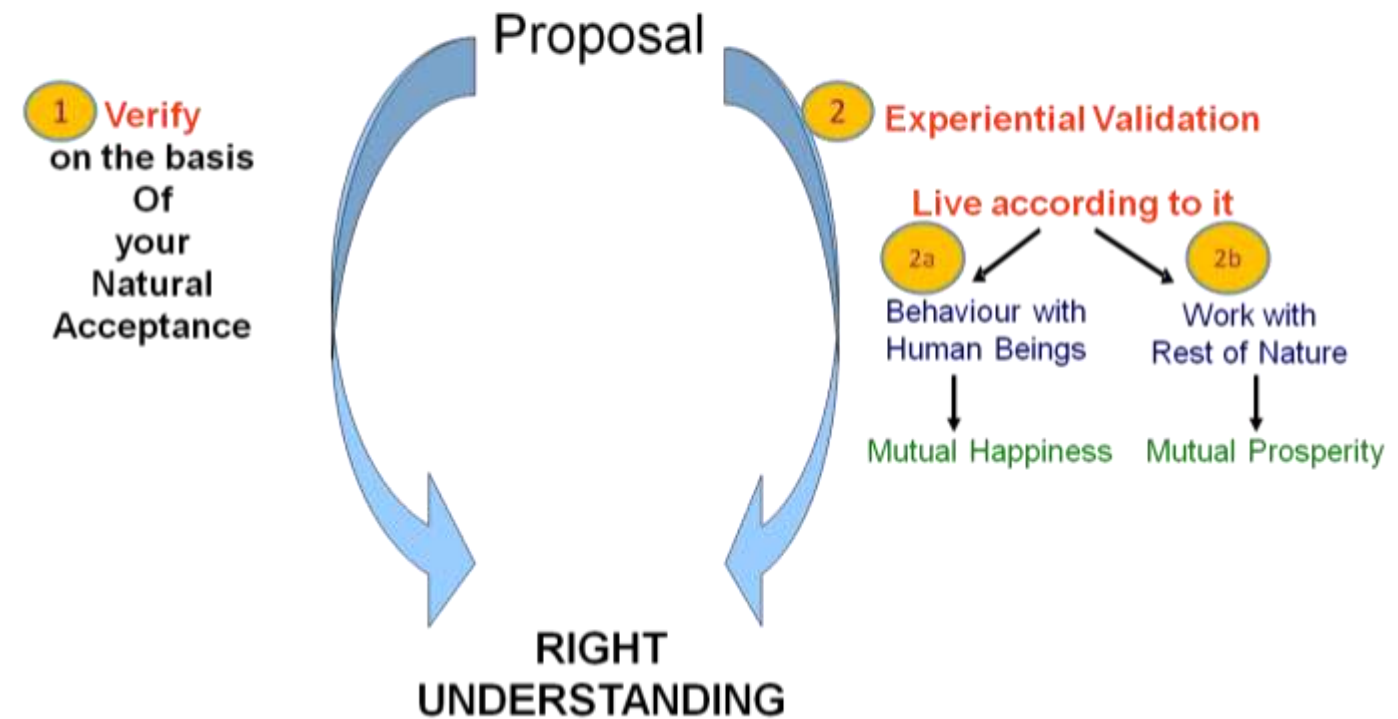 Proposal
1 Verify
on the basis
Of
your
Natural
Acceptance
2 Experiential Validation
Live according to it
2a
Behaviour with
Human Beings
Mutual Happiness
2b
Work with
Rest of Nature
Mutual Prosperity
RIGHT
UNDERSTANDING